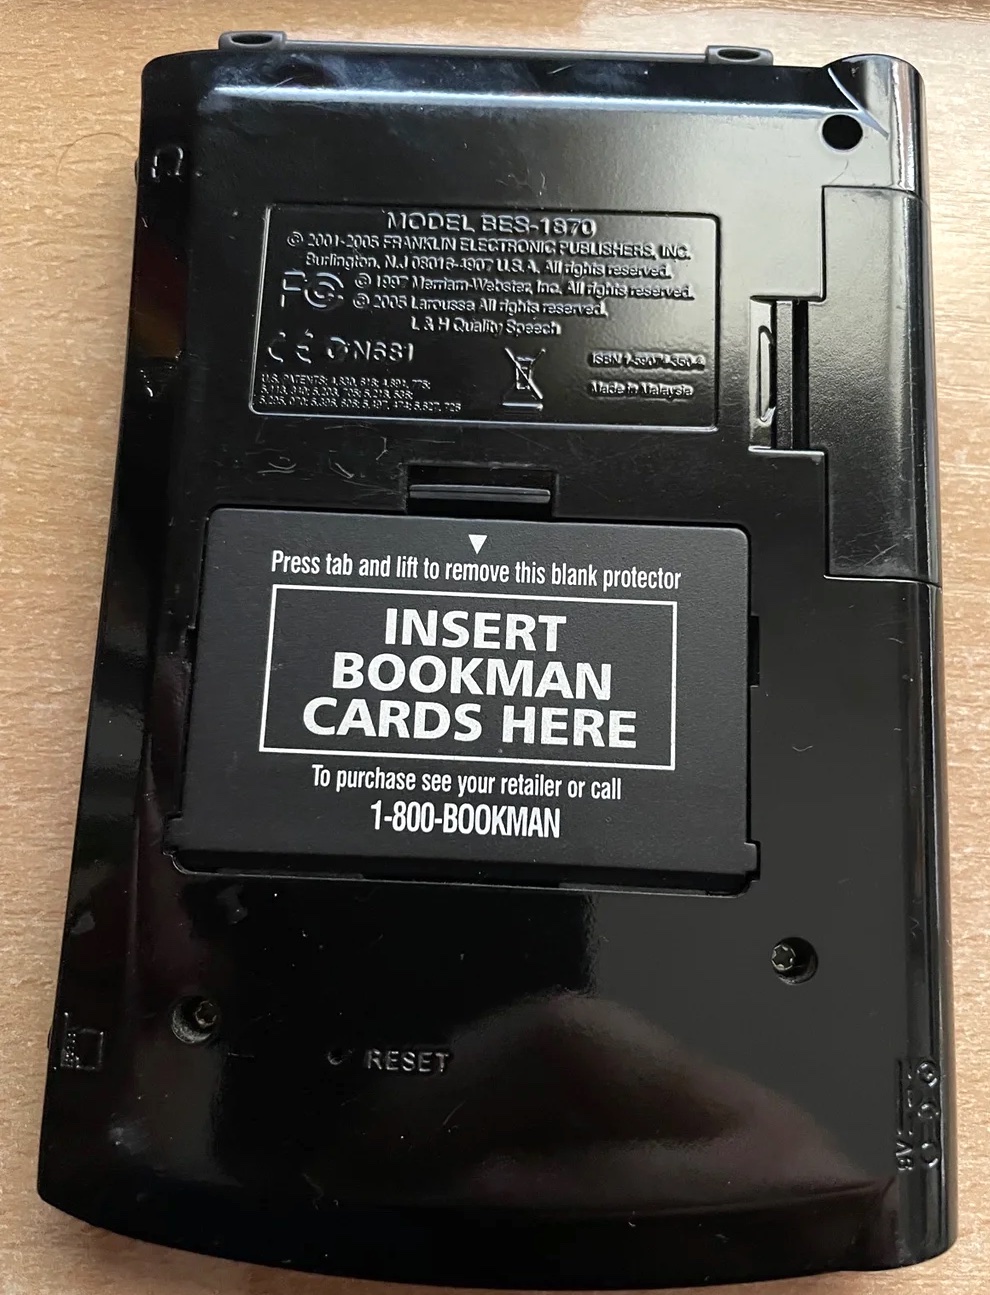 MODEL BES-1870
© 2001-2005 FRANKLIN ELECTRONIC PUBLISHERS, INC.
Burlington, N.J 08016-4907 U.S.A. All rights reserved.
FC © 1997 Merriam-Webster, Inc. All rights reserved.
© 2005 Larousse All rights reserved,
L & H Quality Speech
CE N681
Made in Malaysia
U.S. PATENTS:
Press tab and lift to remove this blank protector
INSERT
BOOKMAN
CARDS HERE
To purchase see your retailer or call
1-800-BOOKMAN
RESET